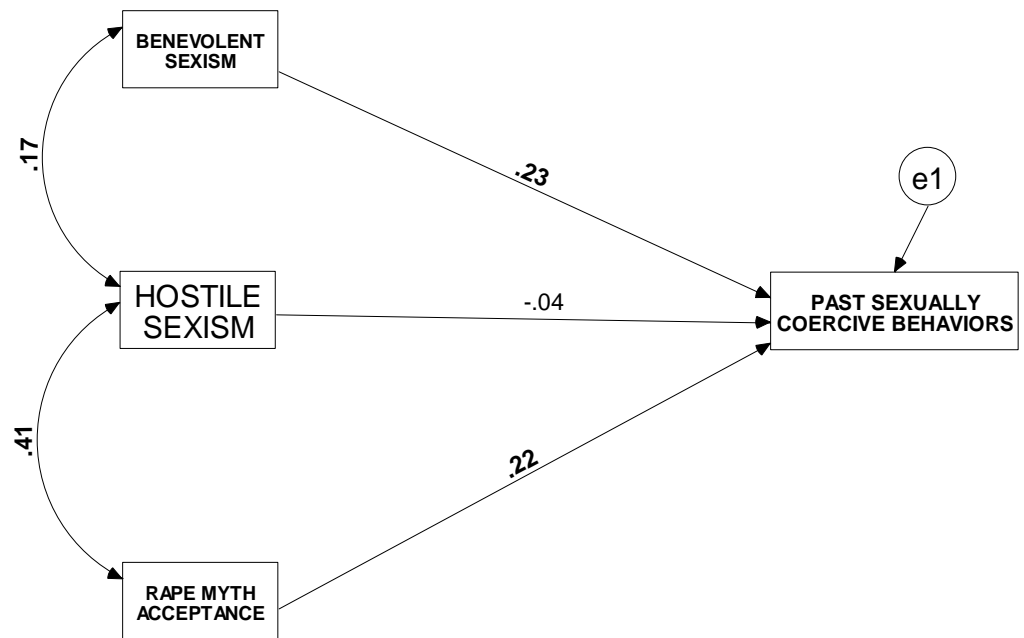 BENEVOLENT
SEXISM
.17
.23
e1
HOSTILE
SEXISM
-.04
PAST SEXUALLY
COERCIVE BEHAVIORS
.41
.22
RAPE MYTH
ACCEPTANCE